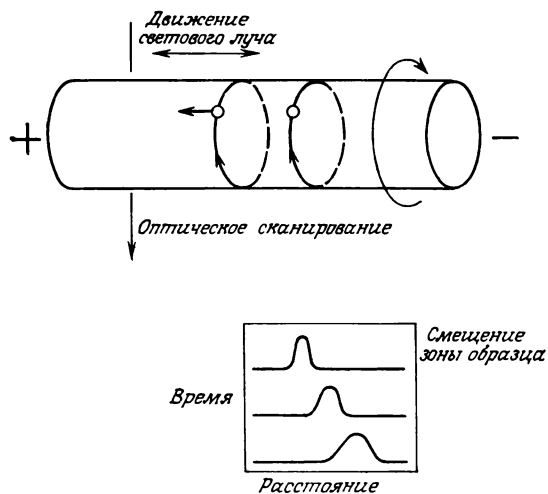 Движение
светового луча
+
−
Оптическое сканирование
Смещение
зоны образца
Время
Расстояние